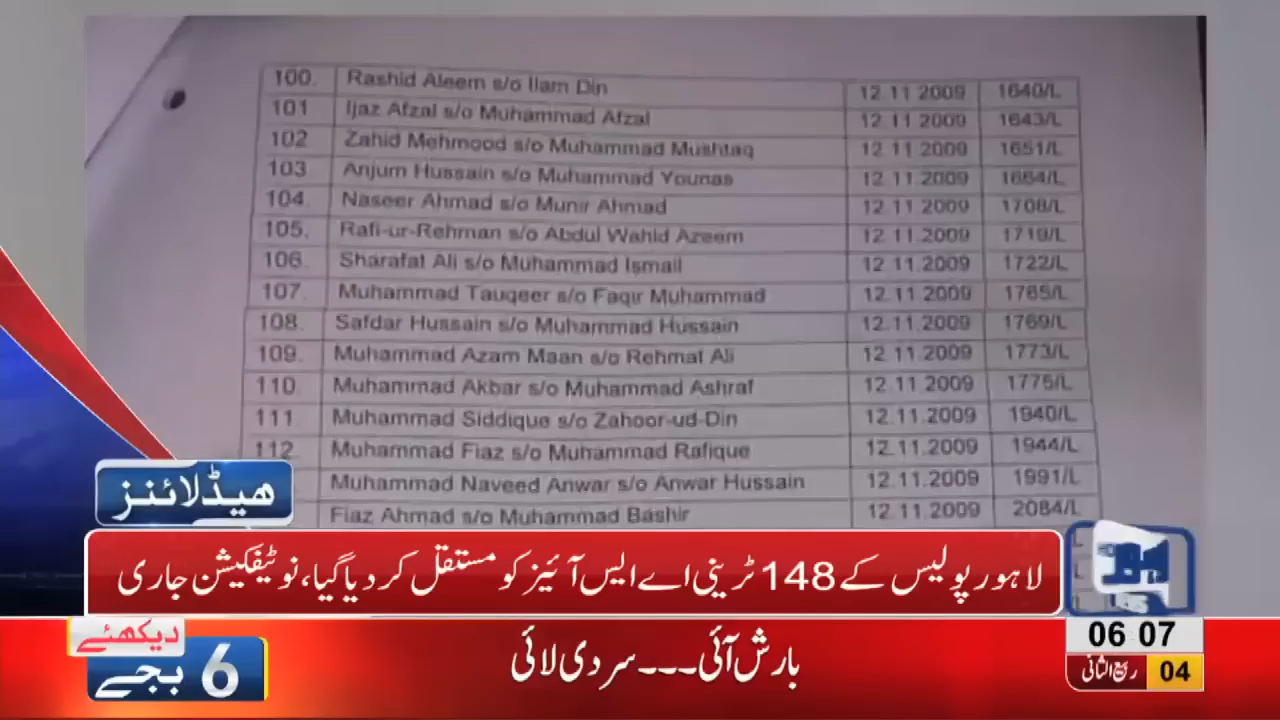 100. Rashid Aleem s/o Ilam Din 12.11.2009 1640/L
101 Ijaz Afzal s/o Muhammad Afzal 12.11.2009 1643/L
102 Zahid Mehmood s/o Muhammad Mushtaq 12.11.2009 1651/L
103 Anjum Hussain s/o Muhammad Younas 12.11.2009 1664/L
104. Naseer Ahmad s/o Munir Ahmad 12.11.2009 1708/L
105. Rafi-ur-Rehman s/o Abdul Wahid Azeem 12.11.2009 1719/L
106. Sharafat Ali s/o Muhammad Ismail 12.11.2009 1722/L
107. Muhammad Tauqeer s/o Faqir Muhammad 12.11.2009 1765/L
108. Safdar Hussain s/o Muhammad Hussain 12.11.2009 1769/L
109. Muhammad Azam Maan s/o Rehmat Ali 12.11.2009 1773/L
110. Muhammad Akbar s/o Muhammad Ashraf 12.11.2009 1775/L
111. Muhammad Siddique s/o Zahoor-ud-Din 12.11.2009 1940/L
112. Muhammad Fiaz s/o Muhammad Rafique 12.11.2009 1944/L
Muhammad Naveed Anwar s/o Anwar Hussain 12.11.2009 1991/L
Fiaz Ahmad s/o Muhammad Bashir 12.11.2009 2084/L
ہیڈلائنز
لاہور پولیس کے 148 ٹرینی اے ایس آئیز کو مستقل کر دیا گیا، نوٹیفکیشن جاری
دیکھئے
6 بجے
بارش آئی۔۔۔سردی لائی
06 07
04 ربیع الثانی